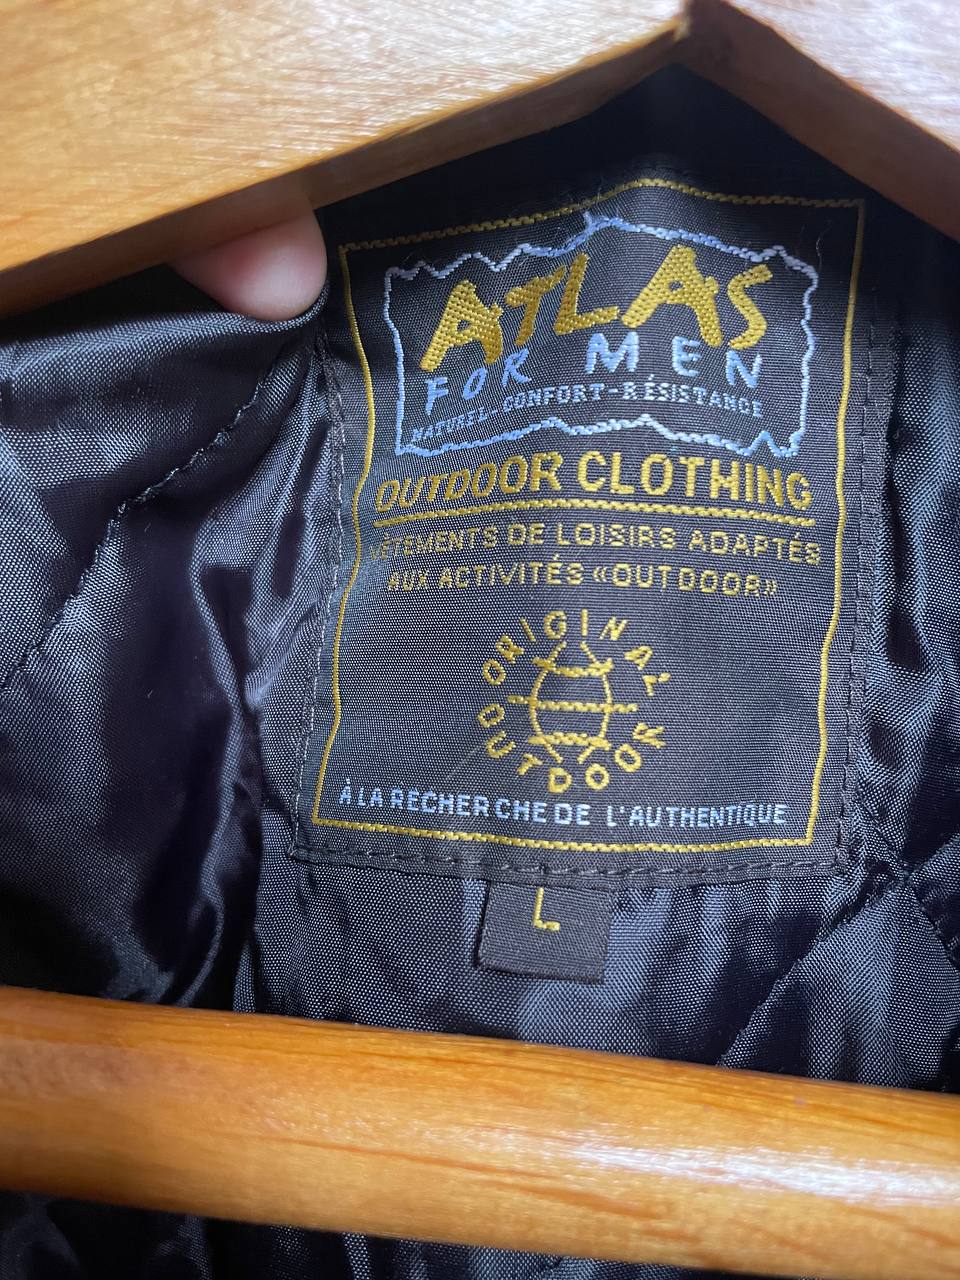 ATLAS
FOR MEN
NATUREL-CONFORT-RÉSISTANCE
OUTDOOR CLOTHING
VÊTEMENTS DE LOISIRS ADAPTÉS
AUX ACTIVITÉS «OUTDOOR»
ORIGINAL
OUTDOOR
À LA RECHERCHE DE L'AUTHENTIQUE
L